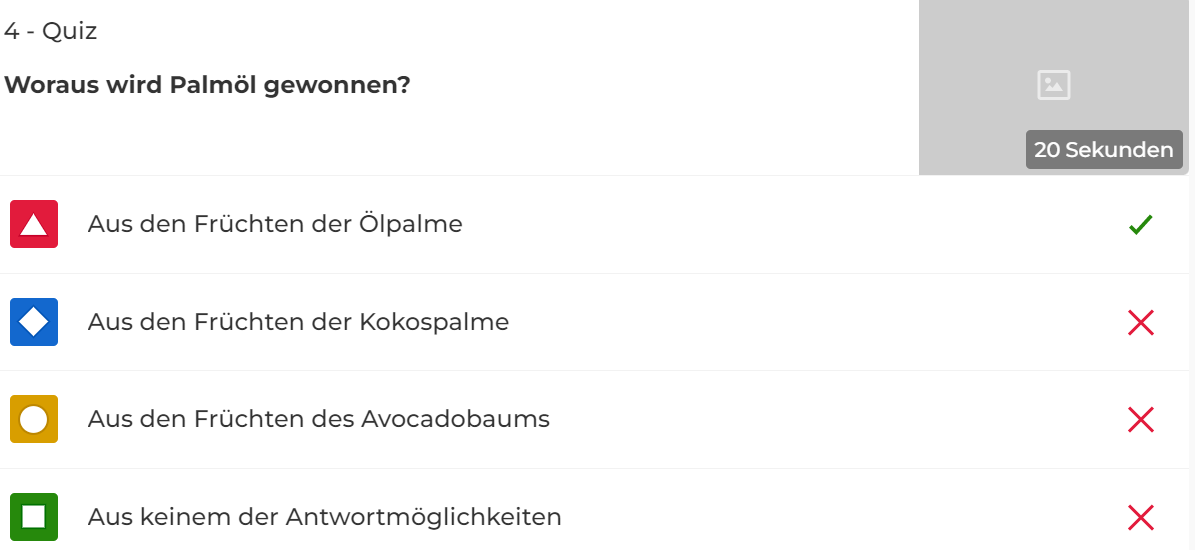 4 - Quiz
Woraus wird Palmöl gewonnen?
20 Sekunden
Aus den Früchten der Ölpalme
Aus den Früchten der Kokospalme
Aus den Früchten des Avocadobaums
Aus keinem der Antwortmöglichkeiten